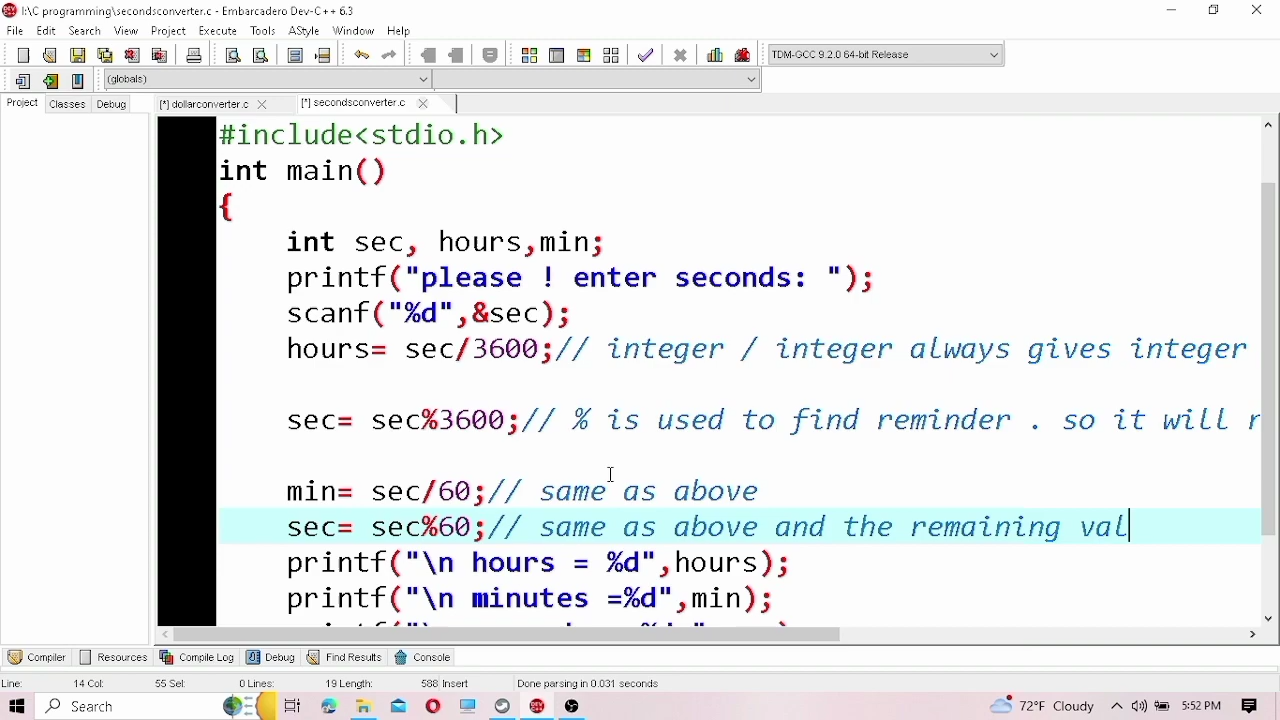 I:\C programming\secondsconverter.c - Embarcadero Dev-C++ 6.3
File Edit Search View Project Execute Tools AStyle Window Help
TDM-GCC 9.2.0 64-bit Release
(globals)
Project Classes Debug [*] dollarconverter.c [*] secondsconverter.c
#include<stdio.h>
int main()
{
int sec, hours,min;
printf("please ! enter seconds: ");
scanf("%d",&sec);
hours= sec/3600;// integer / integer always gives integer
sec= sec%3600;// % is used to find reminder . so it will r
min= sec/60;// same as above
sec= sec%60;// same as above and the remaining val
printf("\n hours = %d",hours);
printf("\n minutes =%d",min);
Compiler Resources Compile Log Debug Find Results Console
Line: 14 Col: 55 Sel: 0 Lines: 19 Length: 588 Insert Done parsing in 0.031 seconds
Search 72°F Cloudy 5:52 PM